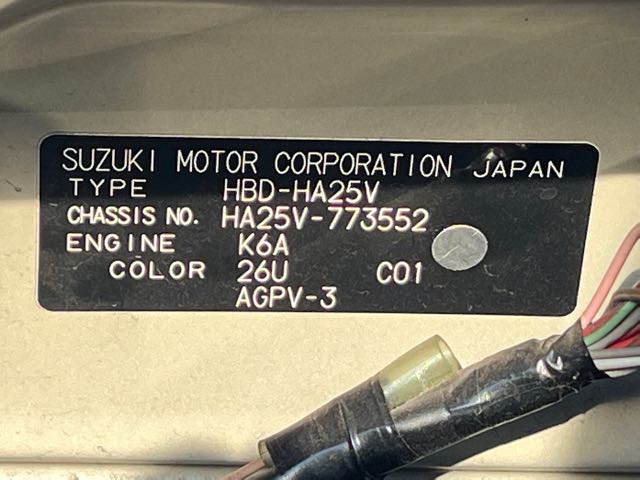 SUZUKI MOTOR CORPORATION JAPAN
TYPE HBD-HA25V
CHASSIS NO. HA25V-773552
ENGINE K6A
COLOR 26U C01
AGPV-3